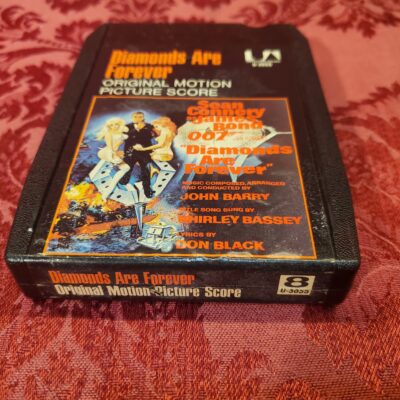 Diamonds Are
Forever
ORIGINAL MOTION
PICTURE SCORE
UA
Sean
Connery
James
Bond
007
"Diamonds
Are
Forever"
MUSIC COMPOSED, ARRANGED
AND CONDUCTED BY
JOHN BARRY
TITLE SONG SUNG BY
SHIRLEY BASSEY
LYRICS BY
DON BLACK
Diamonds Are Forever
Original Motion Picture Score
8